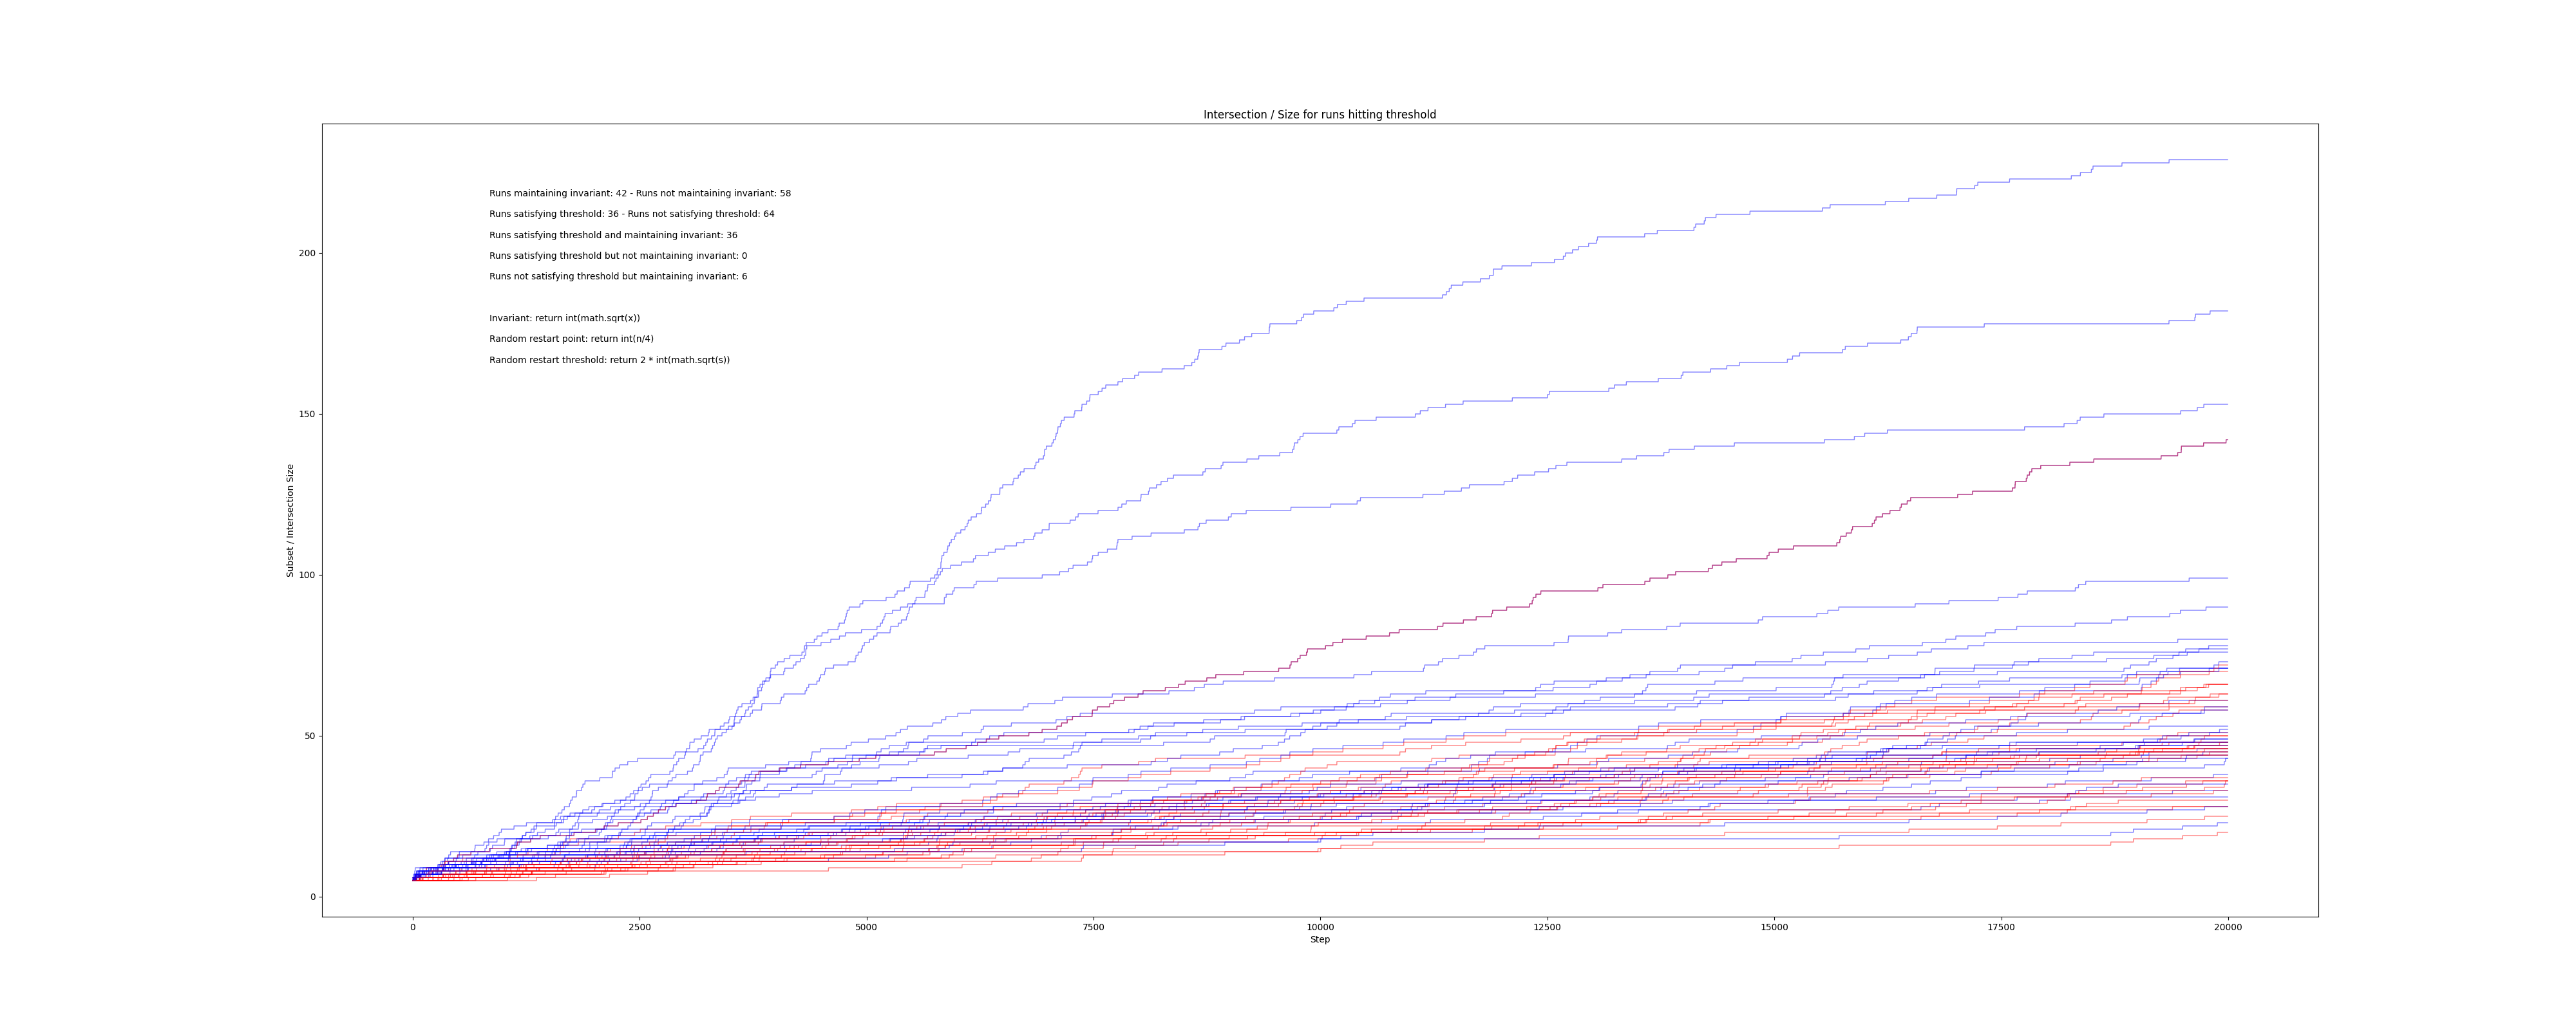 Intersection / Size for runs hitting threshold
Runs maintaining invariant: 42 - Runs not maintaining invariant: 58
Runs satisfying threshold: 36 - Runs not satisfying threshold: 64
Runs satisfying threshold and maintaining invariant: 36
Runs satisfying threshold but not maintaining invariant: 0
Runs not satisfying threshold but maintaining invariant: 6
Invariant: return int(math.sqrt(x))
Random restart point: return int(n/4)
Random restart threshold: return 2 * int(math.sqrt(s))
Subset / Intersection Size
200
150
100
50
0
0 2500 5000 7500 10000 12500 15000 17500 20000
Step